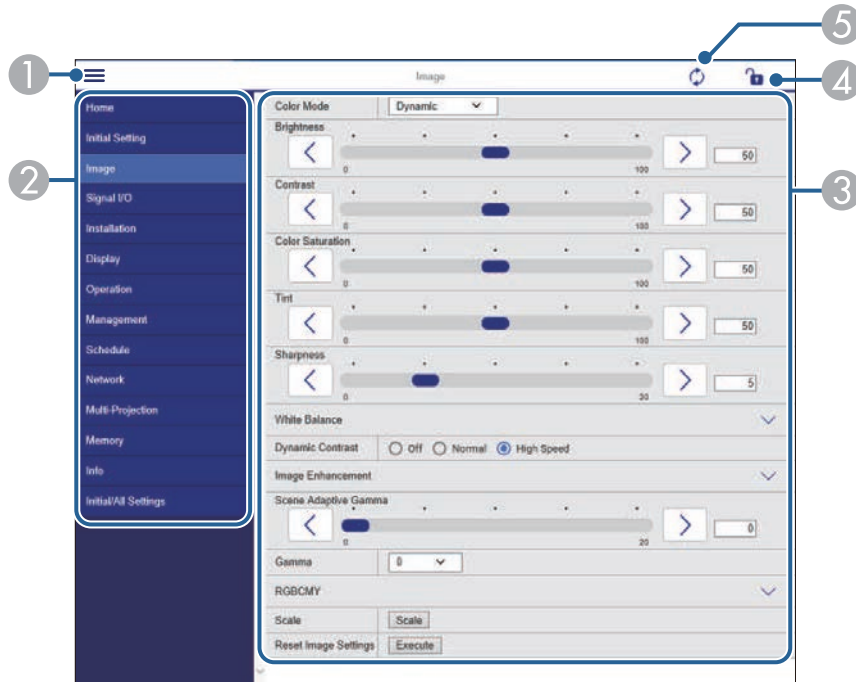 5
1
Image
4
2
3
Home
Initial Setting
Image
Signal I/O
Installation
Display
Operation
Management
Schedule
Network
Multi-Projection
Memory
Info
Initial/All Settings
Color Mode Dynamic
Brightness
50
0 100
Contrast
50
0 100
Color Saturation
50
0 100
Tint
50
0 100
Sharpness
5
0 20
White Balance
Dynamic Contrast Off Normal High Speed
Image Enhancement
Scene Adaptive Gamma
0
0 20
Gamma 0
RGBCMY
Scale Scale
Reset Image Settings Execute